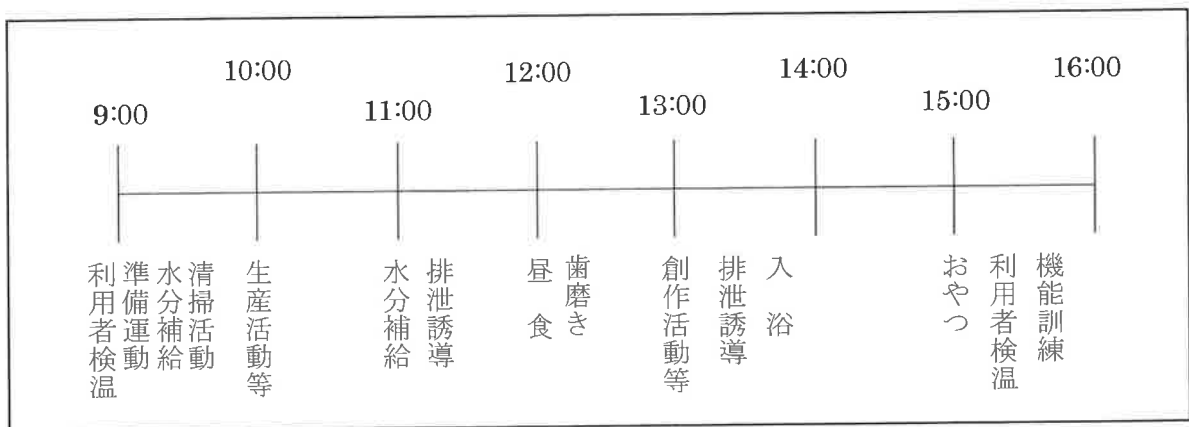 9:00
10:00
11:00
12:00
13:00
14:00
15:00
16:00
利用者検温
準備運動
水分補給
清掃活動
生産活動等
水分補給
排泄誘導
昼食
歯磨き
創作活動等
排泄誘導
入浴
おやつ
利用者検温
機能訓練